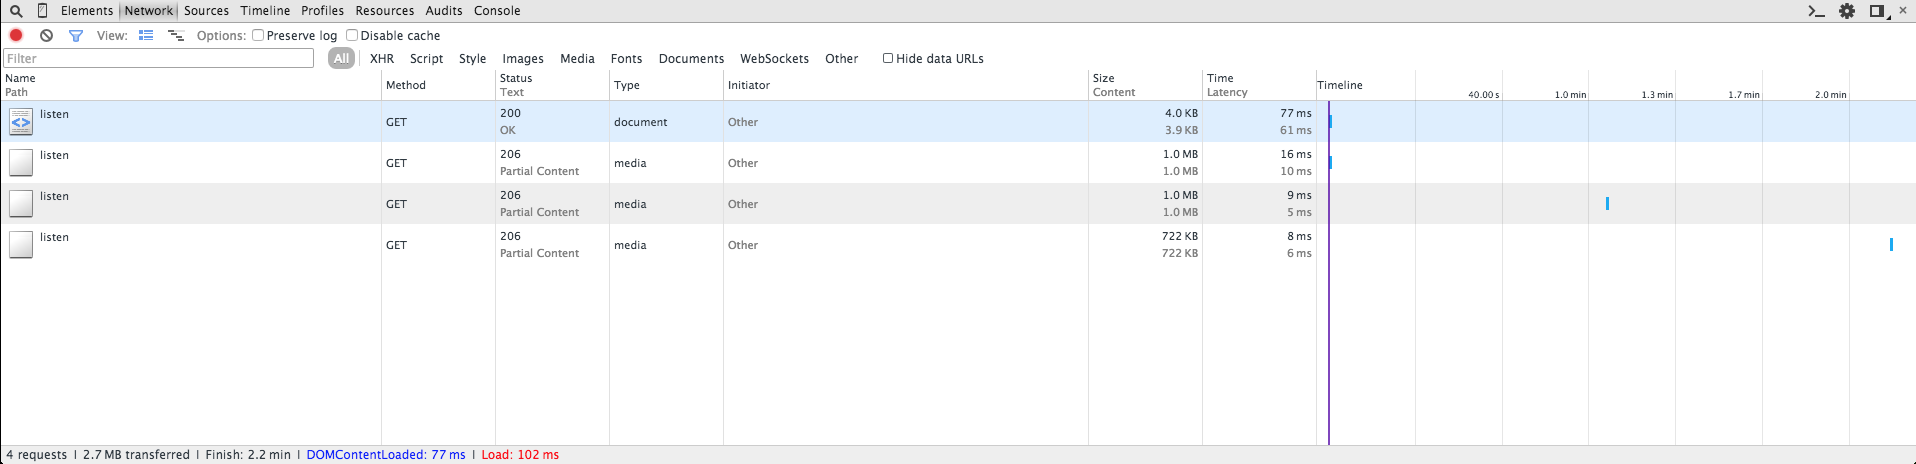 Elements Network Sources Timeline Profiles Resources Audits Console
View: Options: Preserve log Disable cache
Filter All XHR Script Style Images Media Fonts Documents WebSockets Other Hide data URLs
Name Method Status Type Initiator Size Time Timeline
Path Text Content Latency 40.00 s 1.0 min 1.3 min 1.7 min 2.0 min
listen GET 200 document Other 4.0 KB 77 ms
OK 3.9 KB 61 ms
listen GET 206 media Other 1.0 MB 16 ms
Partial Content 1.0 MB 10 ms
listen GET 206 media Other 1.0 MB 9 ms
Partial Content 1.0 MB 5 ms
listen GET 206 media Other 722 KB 8 ms
Partial Content 722 KB 6 ms
4 requests | 2.7 MB transferred | Finish: 2.2 min | DOMContentLoaded: 77 ms | Load: 102 ms